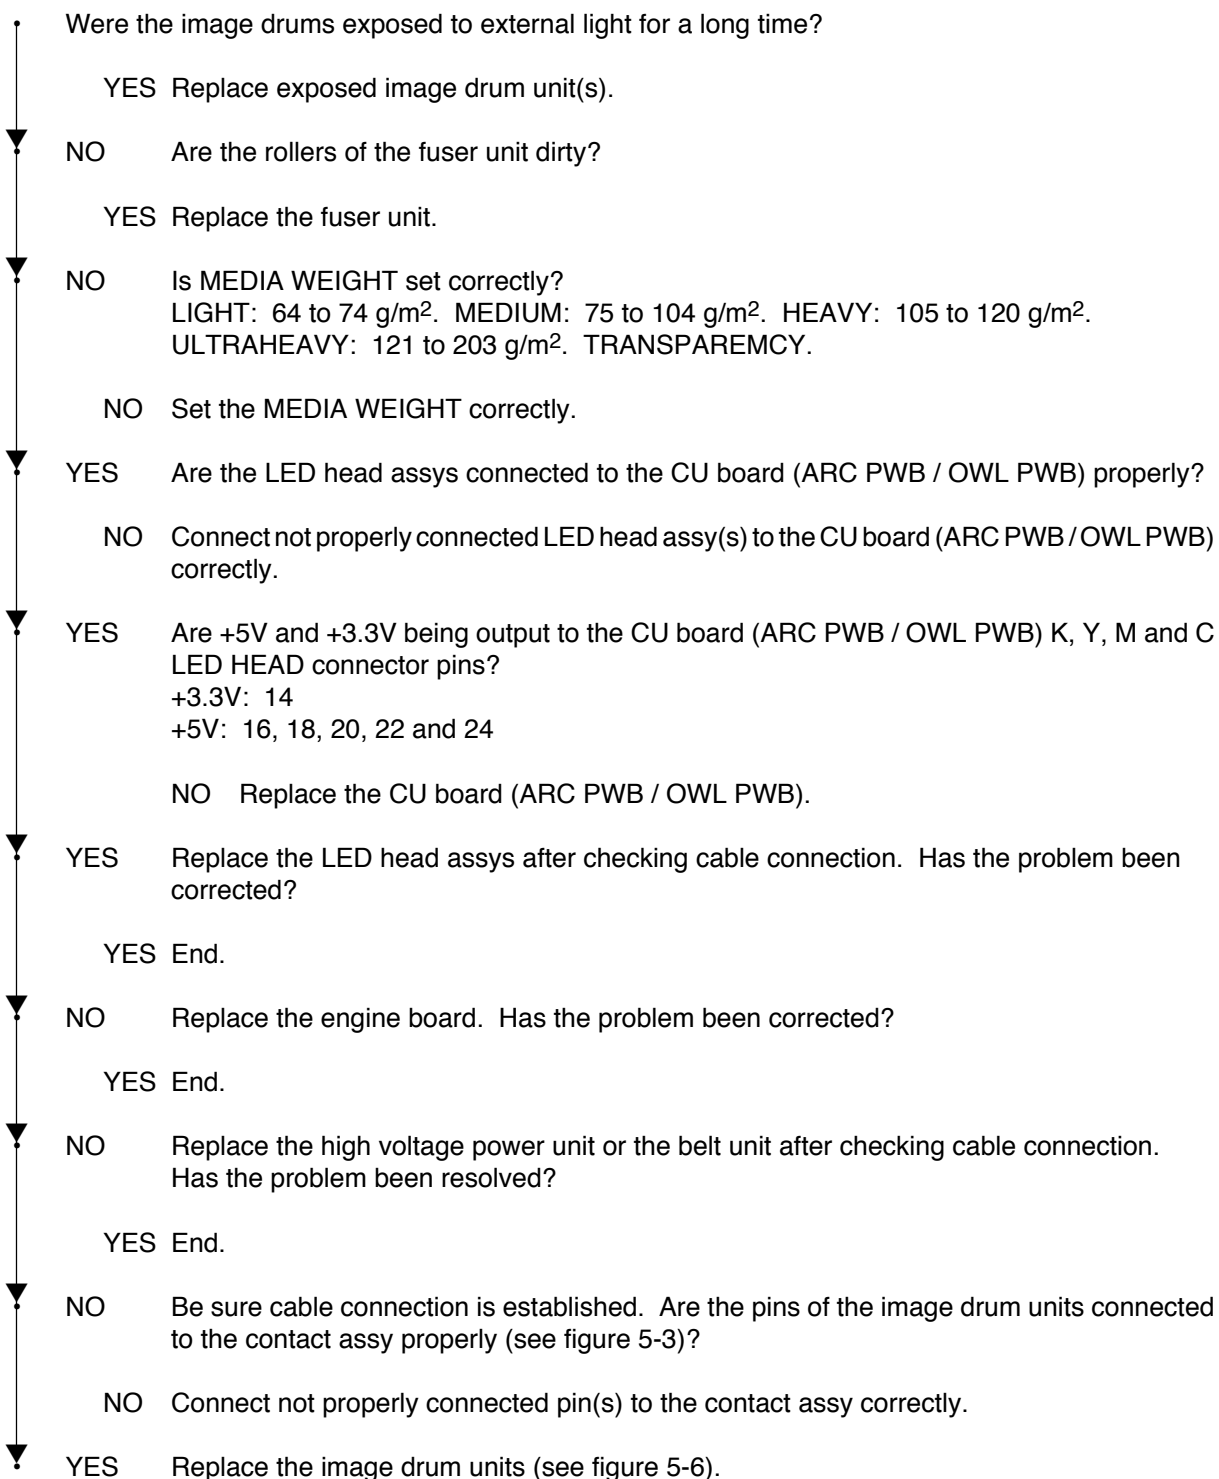 Were the image drums exposed to external light for a long time?
YES Replace exposed image drum unit(s).
NO Are the rollers of the fuser unit dirty?
YES Replace the fuser unit.
NO Is MEDIA WEIGHT set correctly?
LIGHT: 64 to 74 g/m². MEDIUM: 75 to 104 g/m². HEAVY: 105 to 120 g/m².
ULTRAHEAVY: 121 to 203 g/m². TRANSPAREMCY.
NO Set the MEDIA WEIGHT correctly.
YES Are the LED head assys connected to the CU board (ARC PWB / OWL PWB) properly?
NO Connect not properly connected LED head assy(s) to the CU board (ARC PWB / OWL PWB)
correctly.
YES Are +5V and +3.3V being output to the CU board (ARC PWB / OWL PWB) K, Y, M and C
LED HEAD connector pins?
+3.3V: 14
+5V: 16, 18, 20, 22 and 24
NO Replace the CU board (ARC PWB / OWL PWB).
YES Replace the LED head assys after checking cable connection. Has the problem been
corrected?
YES End.
NO Replace the engine board. Has the problem been corrected?
YES End.
NO Replace the high voltage power unit or the belt unit after checking cable connection.
Has the problem been resolved?
YES End.
NO Be sure cable connection is established. Are the pins of the image drum units connected
to the contact assy properly (see figure 5-3)?
NO Connect not properly connected pin(s) to the contact assy correctly.
YES Replace the image drum units (see figure 5-6).